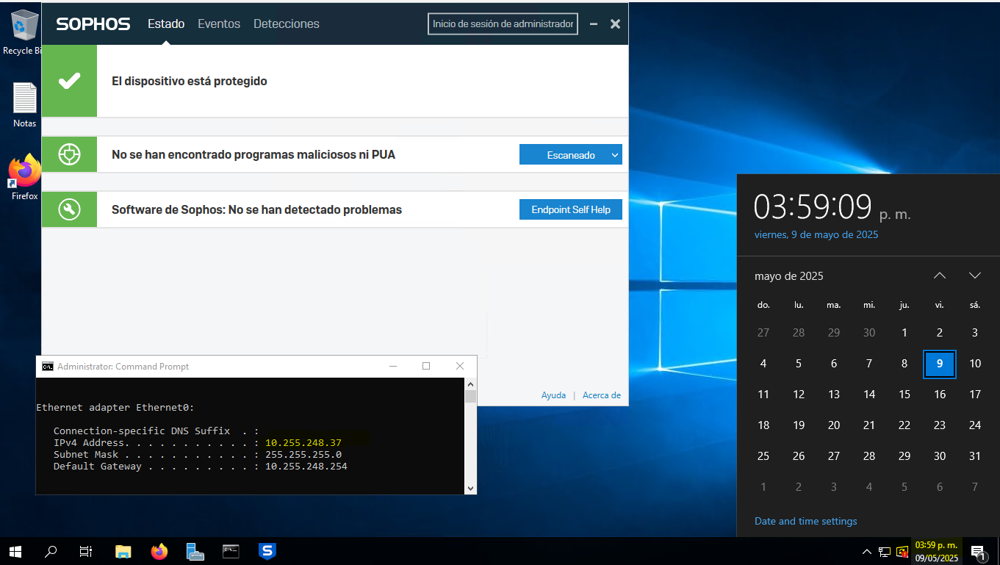 Recycle Bi
Notas
Firefox
SOPHOS
Estado
Eventos
Detecciones
Inicio de sesión de administrador
El dispositivo está protegido
No se han encontrado programas maliciosos ni PUA
Escaneado
Software de Sophos: No se han detectado problemas
Endpoint Self Help
Ayuda | Acerca de
Administrator: Command Prompt
Ethernet adapter Ethernet0:
Connection-specific DNS Suffix . :
IPv4 Address. . . . . . . . . . . : 10.255.248.37
Subnet Mask . . . . . . . . . . . : 255.255.255.0
Default Gateway . . . . . . . . . : 10.255.248.254
03:59:09 p. m.
viernes, 9 de mayo de 2025
mayo de 2025
do. lu. ma. mi. ju. vi. sá.
27 28 29 30 1 2 3
4 5 6 7 8 9 10
11 12 13 14 15 16 17
18 19 20 21 22 23 24
25 26 27 28 29 30 31
1 2 3 4 5 6 7
Date and time settings
03:59 p. m.
09/05/2025
1